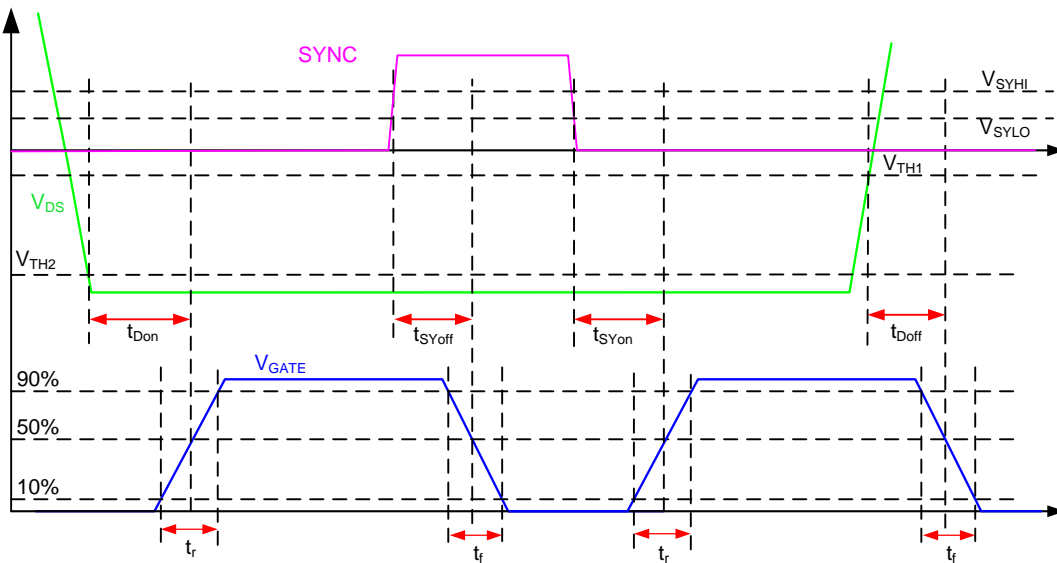 SYNC
VSYHI
VSYLO
VTH1
VDS
VTH2
tDon
tSYoff
tSYon
tDoff
VGATE
90%
50%
10%
tr
tf
tr
tf